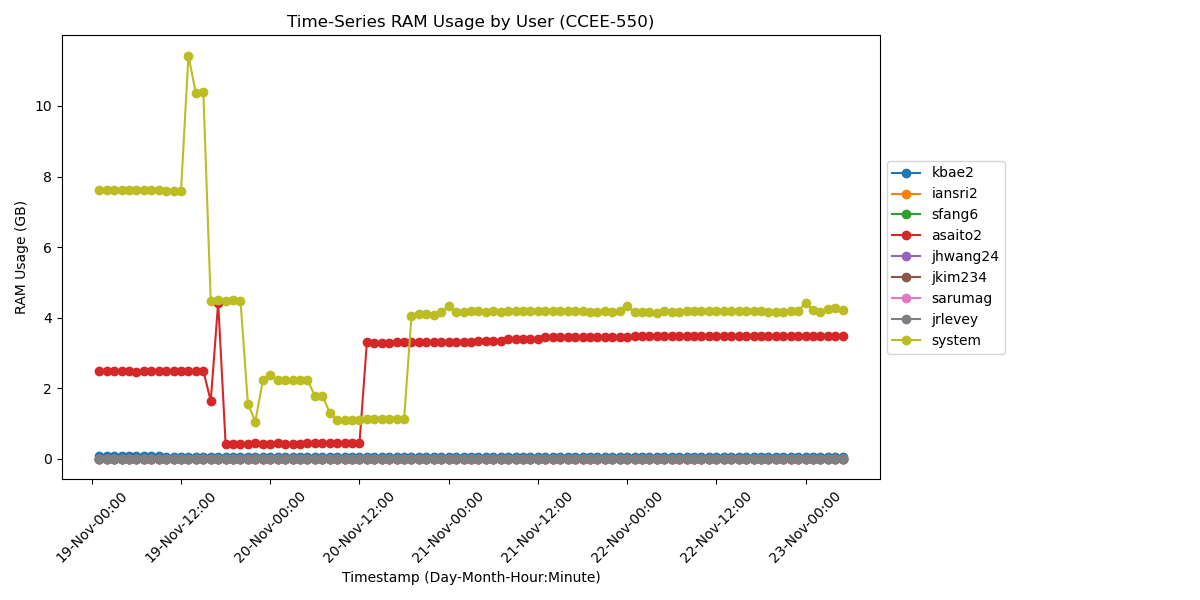 Time-Series RAM Usage by User (CCEE-550)
RAM Usage (GB)
10
8
6
4
2
0
19-Nov-00:00
19-Nov-12:00
20-Nov-00:00
20-Nov-12:00
21-Nov-00:00
21-Nov-12:00
22-Nov-00:00
22-Nov-12:00
23-Nov-00:00
Timestamp (Day-Month-Hour:Minute)
kbae2
iansri2
sfang6
asaito2
jhwang24
jkim234
sarumag
jrlevey
system